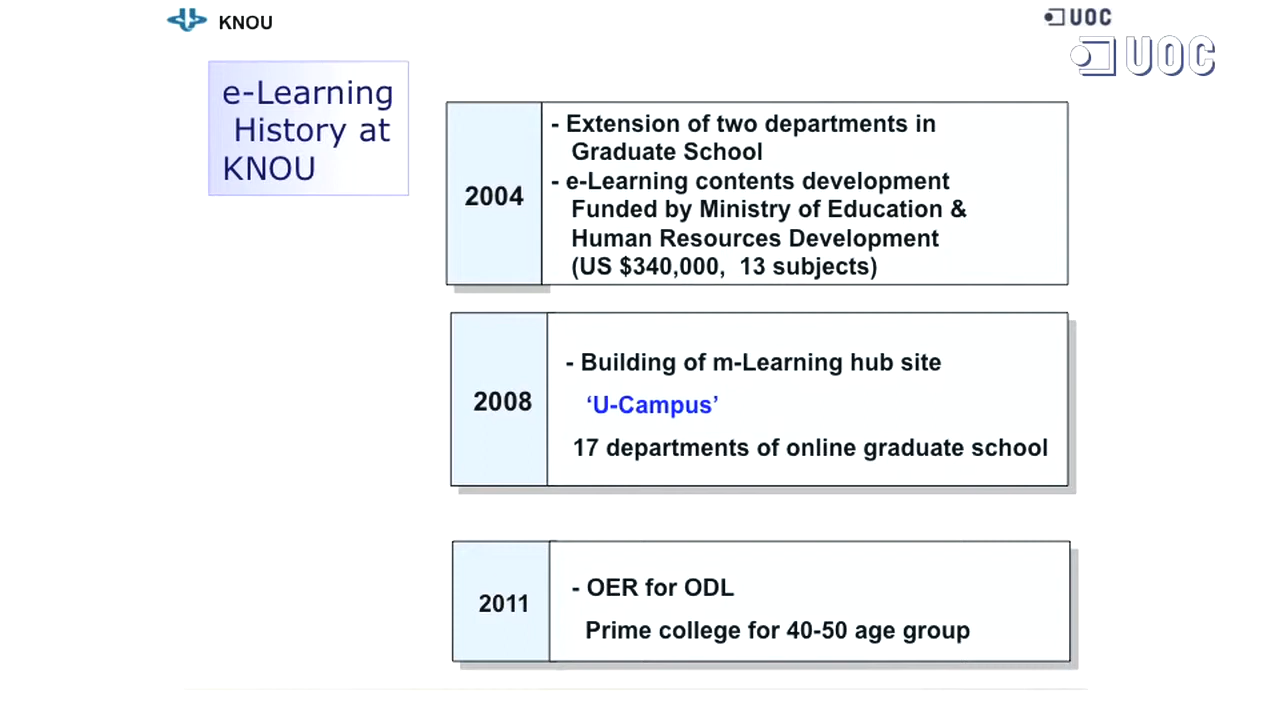 KNOU
UOC
UOC
e-Learning
History at
KNOU
2004
- Extension of two departments in
Graduate School
- e-Learning contents development
Funded by Ministry of Education &
Human Resources Development
(US $340,000, 13 subjects)
2008
- Building of m-Learning hub site
‘U-Campus’
17 departments of online graduate school
2011
- OER for ODL
Prime college for 40-50 age group